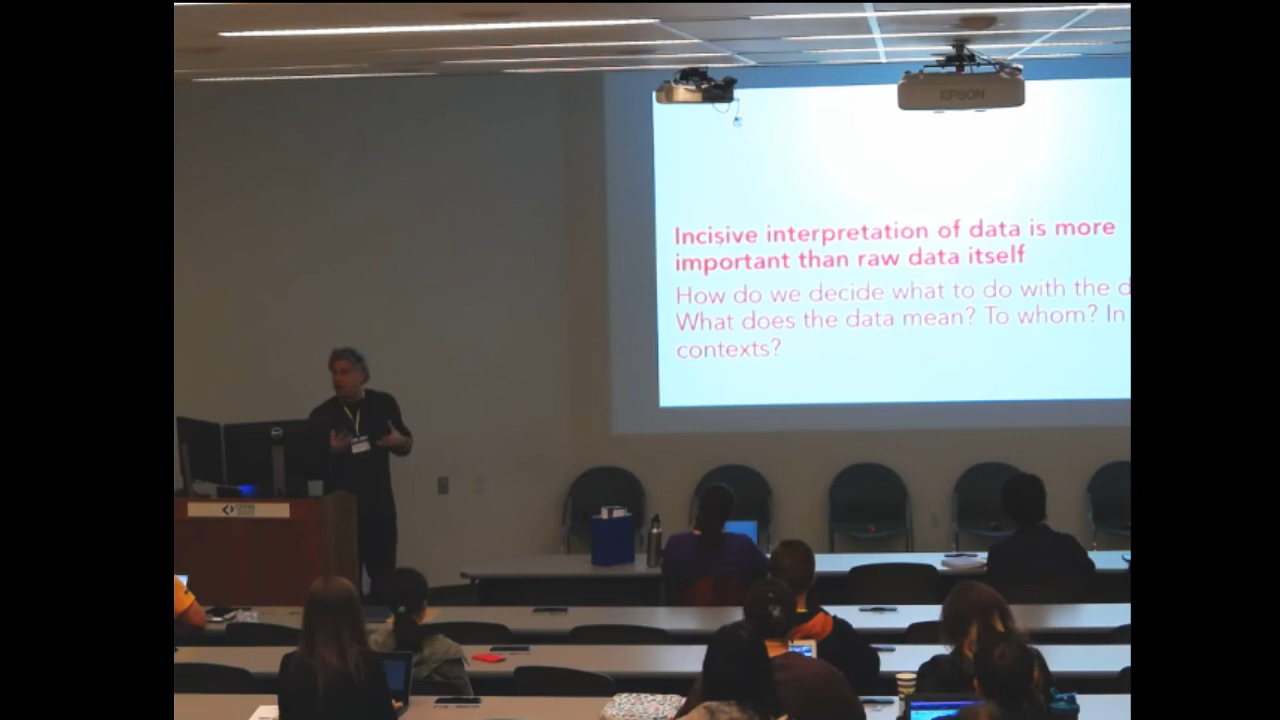 EPSON
Incisive interpretation of data is more
important than raw data itself
How do we decide what to do with the d
What does the data mean? To whom? In
contexts?